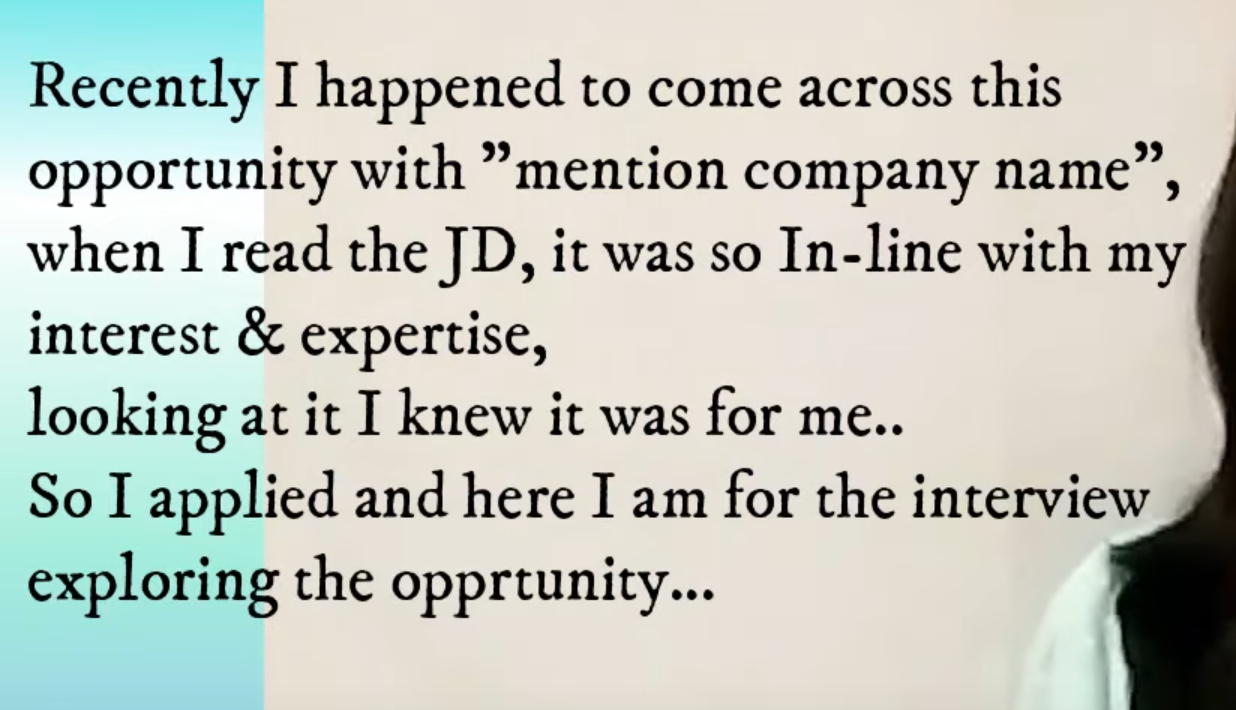 Recently I happened to come across this
opportunity with ”mention company name”,
when I read the JD, it was so In-line with my
interest & expertise,
looking at it I knew it was for me..
So I applied and here I am for the interview
exploring the opprtunity...